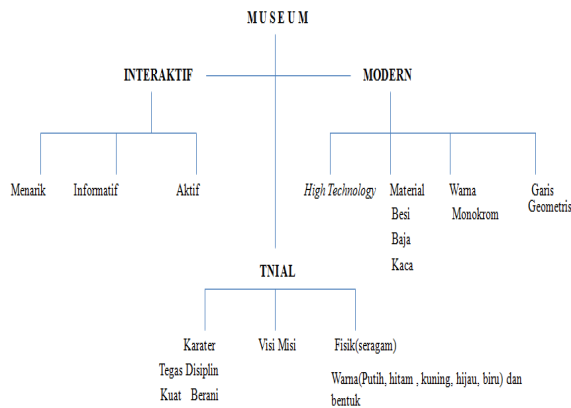 MUSEUM
INTERAKTIF
MODERN
Menarik
Informatif
Aktif
High Technology
Material
Besi
Baja
Kaca
Warna
Monokrom
Garis
Geometris
TNIAL
Karater
Tegas Disiplin
Kuat Berani
Visi Misi
Fisik(seragam)
Warna(Putih, hitam , kuning, hijau, biru) dan
bentuk